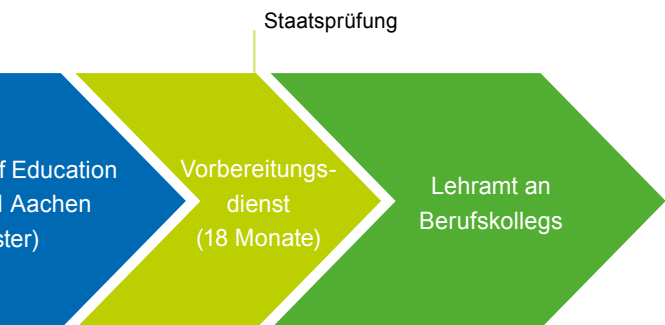 Staatsprüfung
f Education
Aachen
ster)
Vorbereitungs-
dienst
(18 Monate)
Lehramt an
Berufskollegs